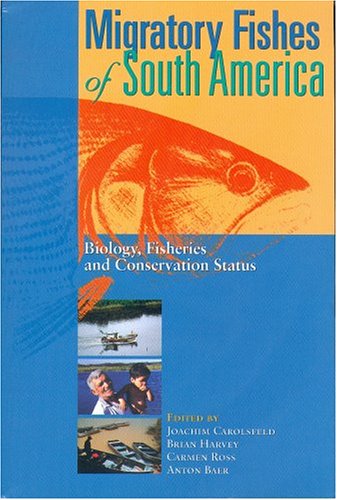 Migratory Fishes
of South America
Biology, Fisheries
and Conservation Status
Edited by
Joachim Carolsfeld
Brian Harvey
Carmen Ross
Anton Baer